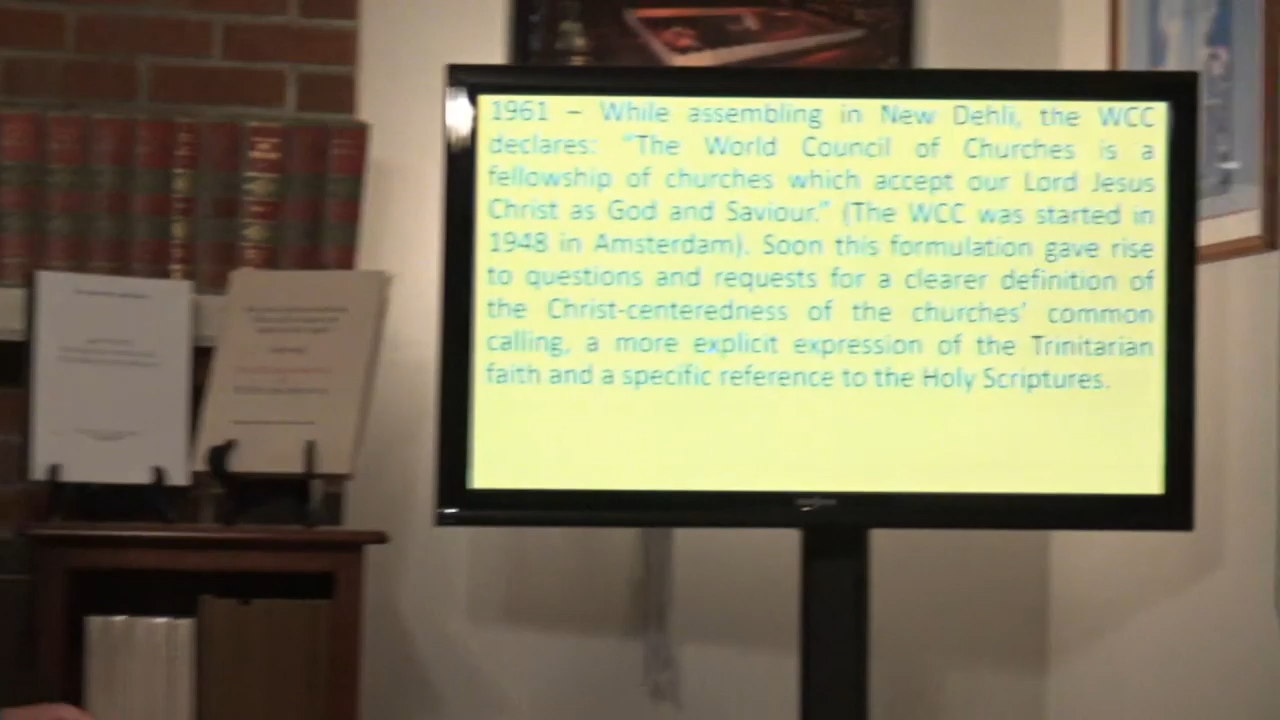 1961 – While assembling in New Dehli, the WCC
declares: "The World Council of Churches is a
fellowship of churches which accept our Lord Jesus
Christ as God and Saviour." (The WCC was started in
1948 in Amsterdam). Soon this formulation gave rise
to questions and requests for a clearer definition of
the Christ-centeredness of the churches' common
calling, a more explicit expression of the Trinitarian
faith and a specific reference to the Holy Scriptures.